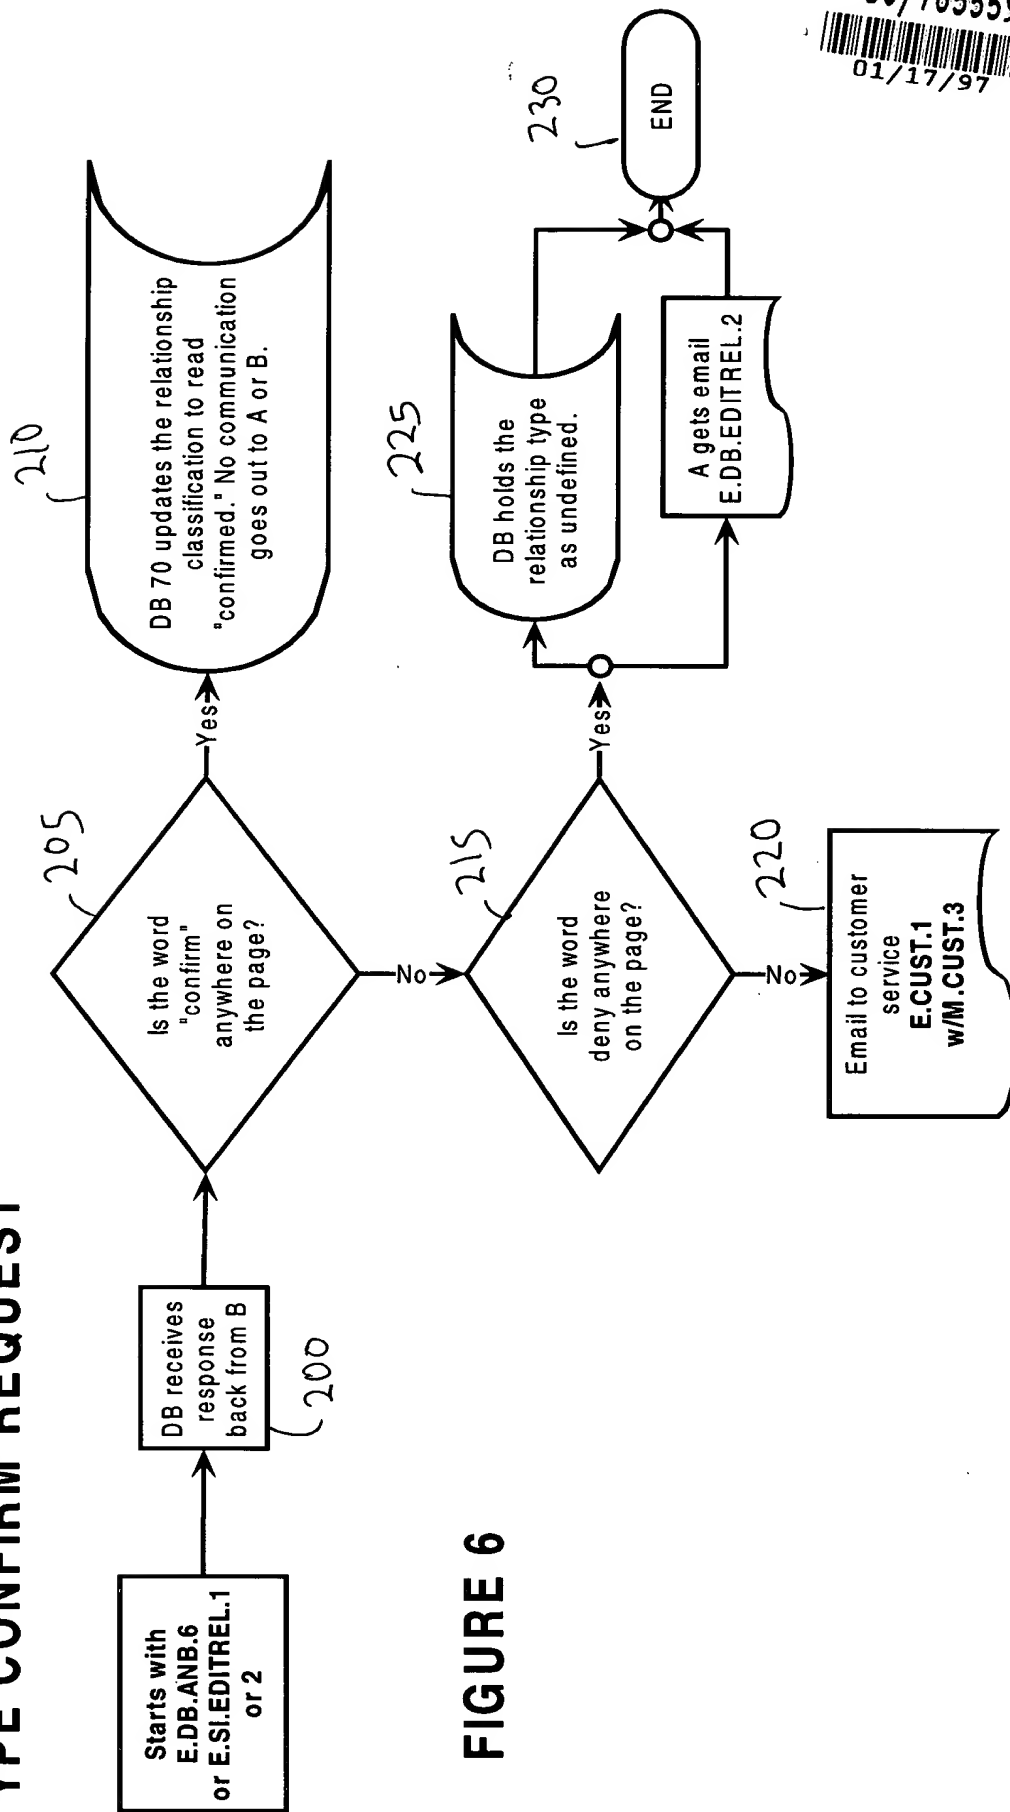 YPE CONFIRM REQUEST
01/17/97
Starts with
E.DB.ANB.6
or E.SI.EDITREL.1
or 2
DB receives
response
back from B
200
Is the word
"confirm"
anywhere on
the page?
205
Yes
DB 70 updates the relationship
classification to read
"confirmed." No communication
goes out to A or B.
210
No
Is the word
deny anywhere
on the page?
215
Yes
DB holds the
relationship type
as undefined.
225
A gets email
E.DB.EDITREL.2
END
230
No
Email to customer
service
E.CUST.1
w/M.CUST.3
220
FIGURE 6